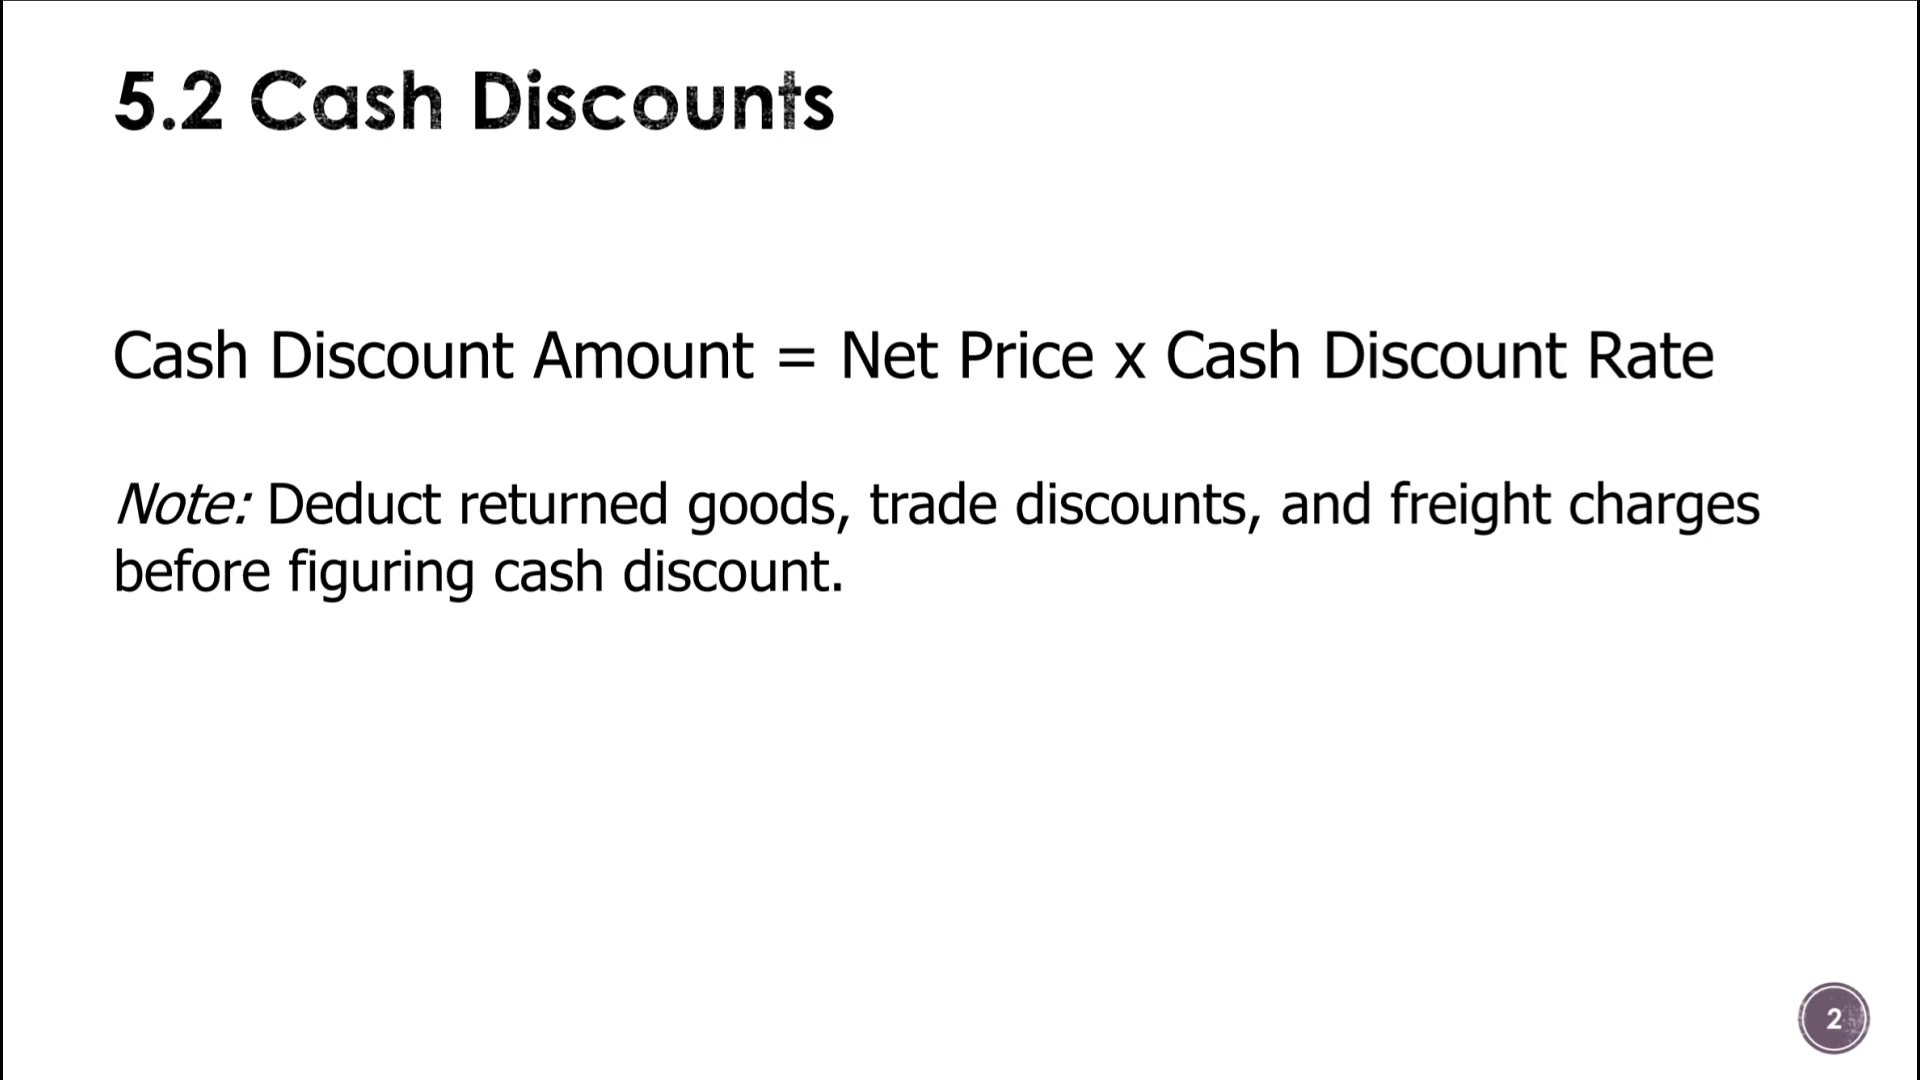 5.2 Cash Discounts
Cash Discount Amount = Net Price x Cash Discount Rate
Note: Deduct returned goods, trade discounts, and freight charges
before figuring cash discount.
2